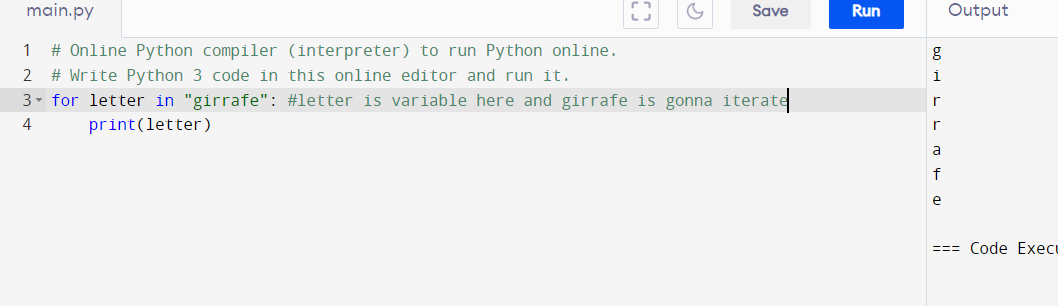 main.py
Save
Run
Output
1 # Online Python compiler (interpreter) to run Python online.
2 # Write Python 3 code in this online editor and run it.
3 for letter in "girrafe": #letter is variable here and girrafe is gonna iterate
4     print(letter)
g
i
r
r
a
f
e
=== Code Exec